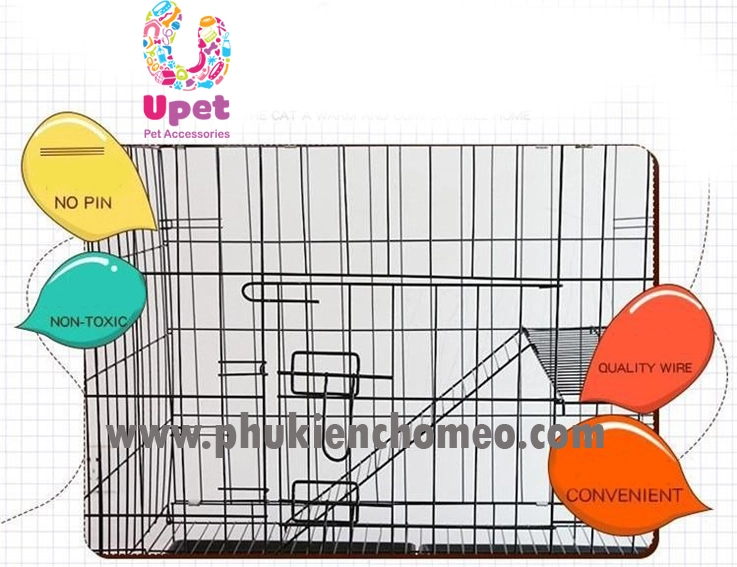 Upet
Pet Accessories
THE CAT A WARM AND COMFORTABLE HOME
NO PIN
NON-TOXIC
QUALITY WIRE
www.phukienchomeo.com
CONVENIENT